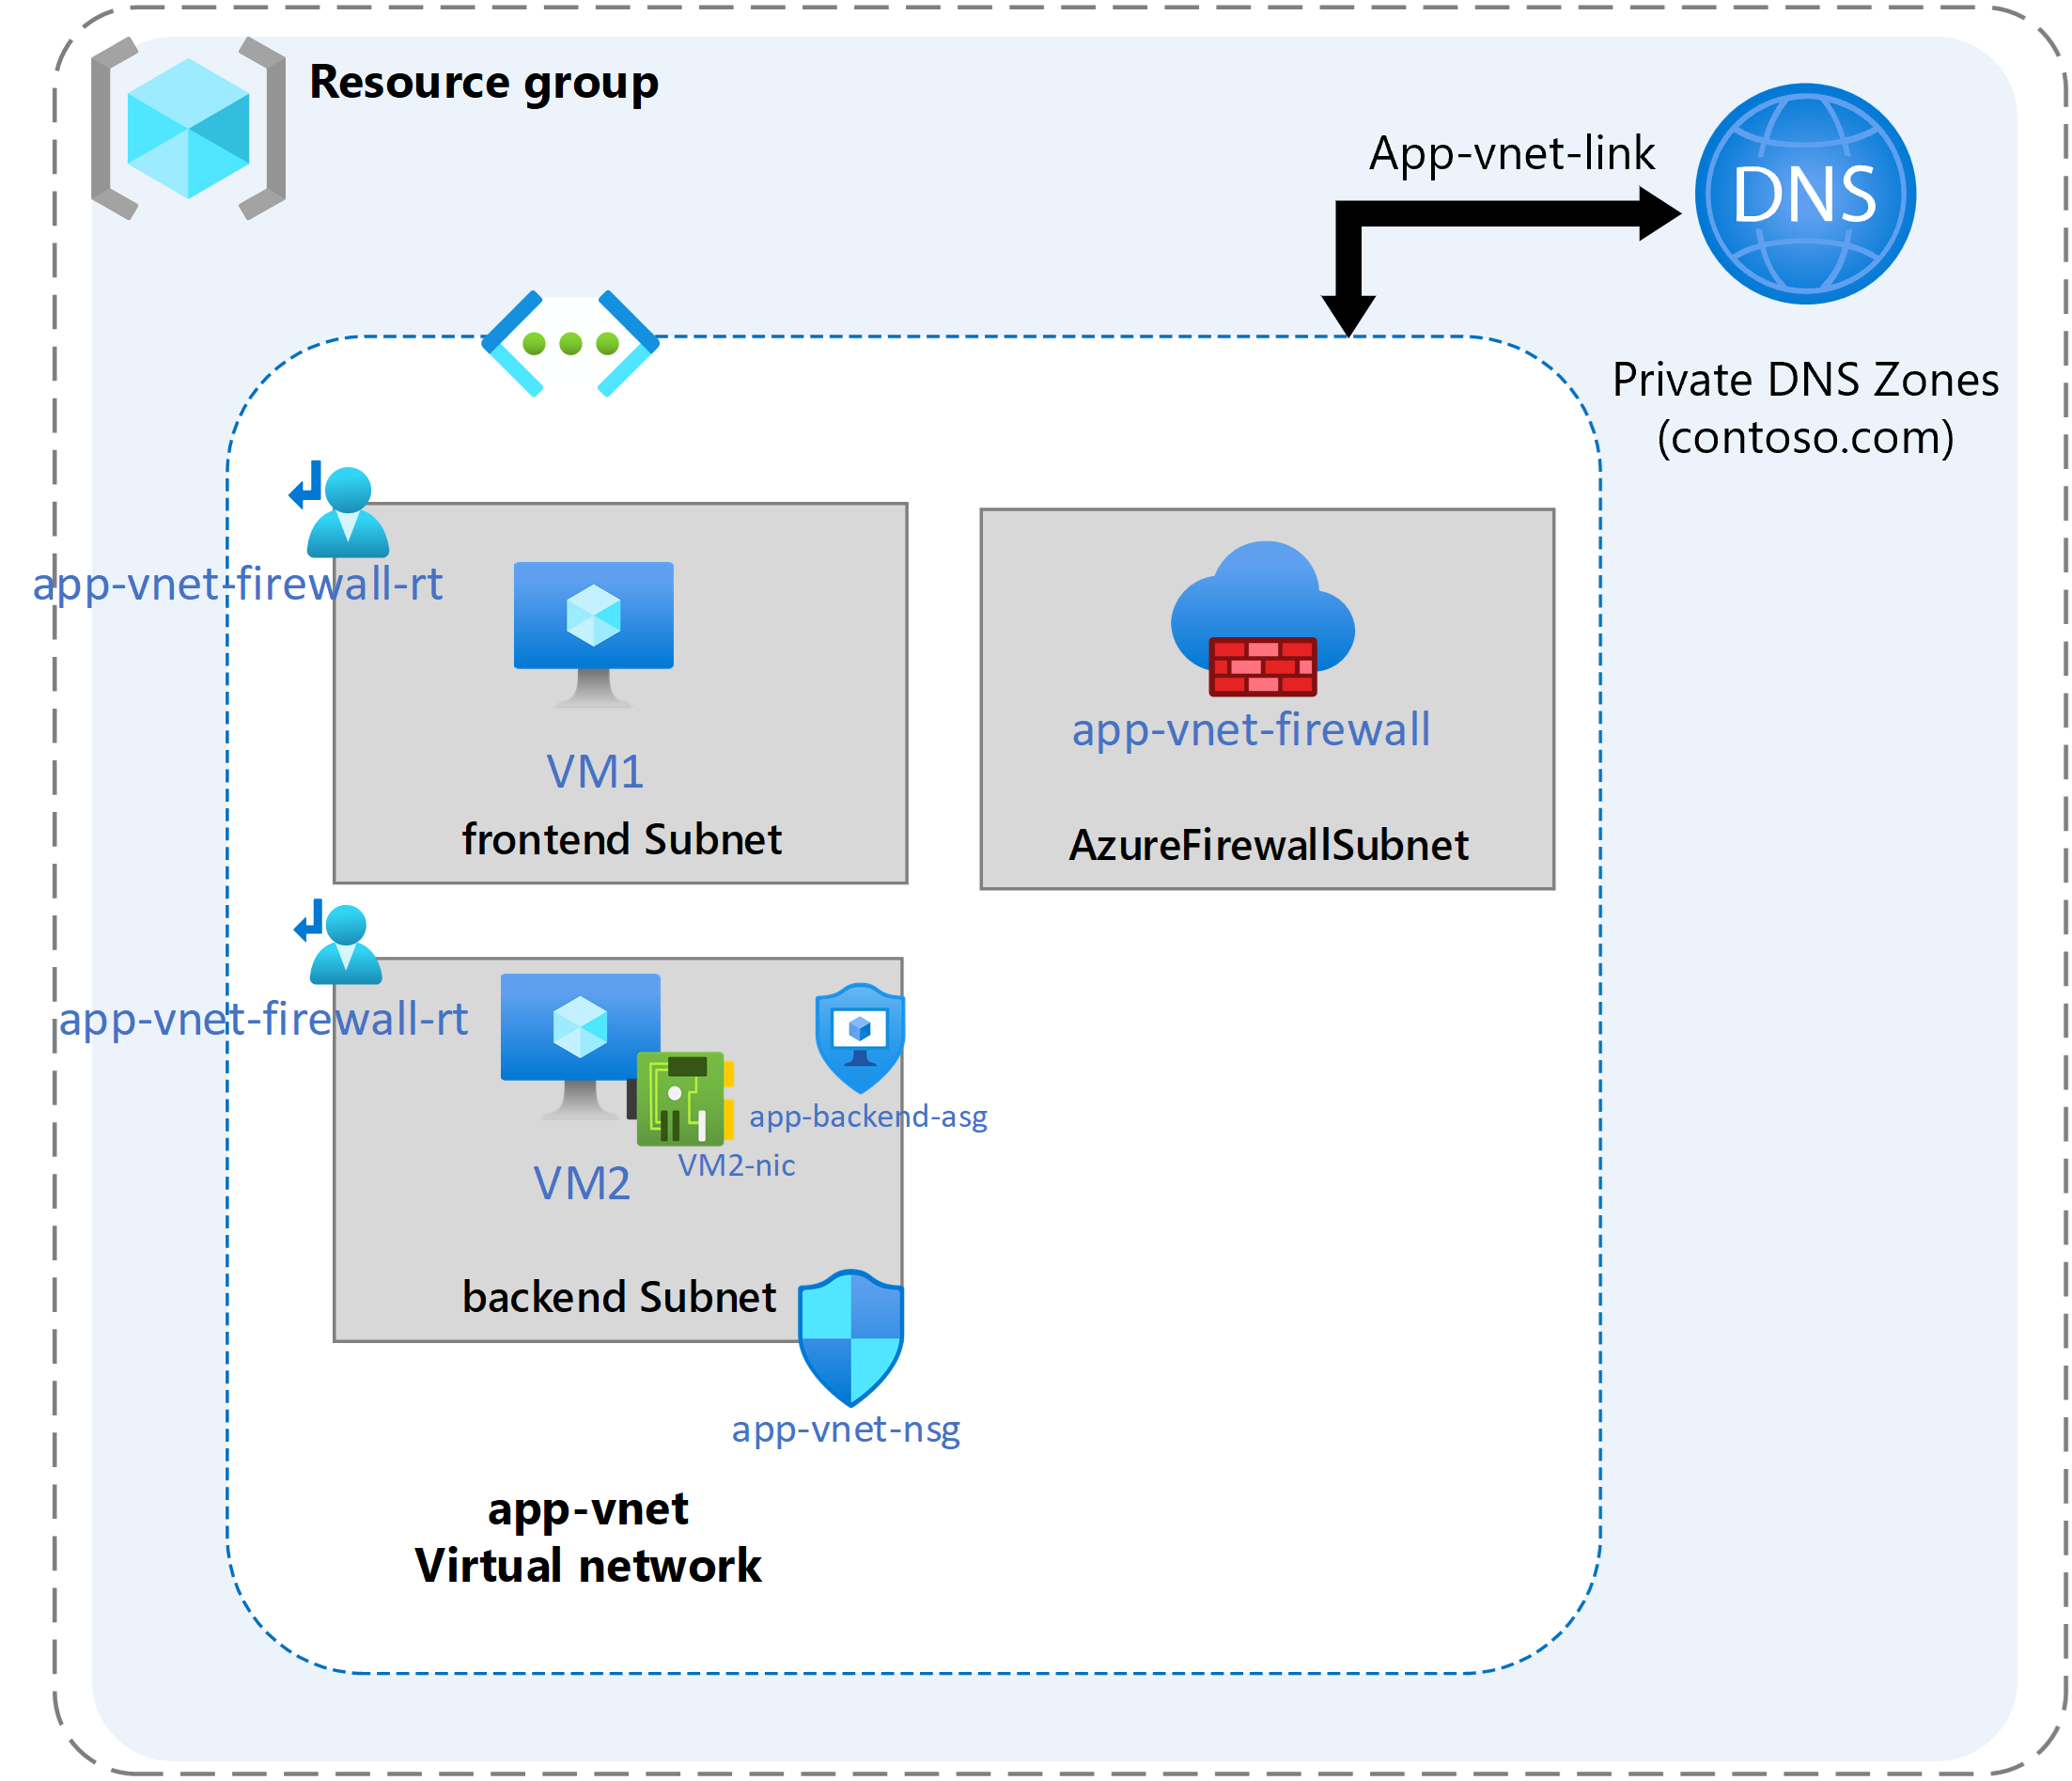 Resource group
App-vnet-link
DNS
Private DNS Zones
(contoso.com)
app-vnet-firewall-rt
VM1
frontend Subnet
app-vnet-firewall
AzureFirewallSubnet
app-vnet-firewall-rt
app-backend-asg
VM2-nic
VM2
backend Subnet
app-vnet-nsg
app-vnet
Virtual network